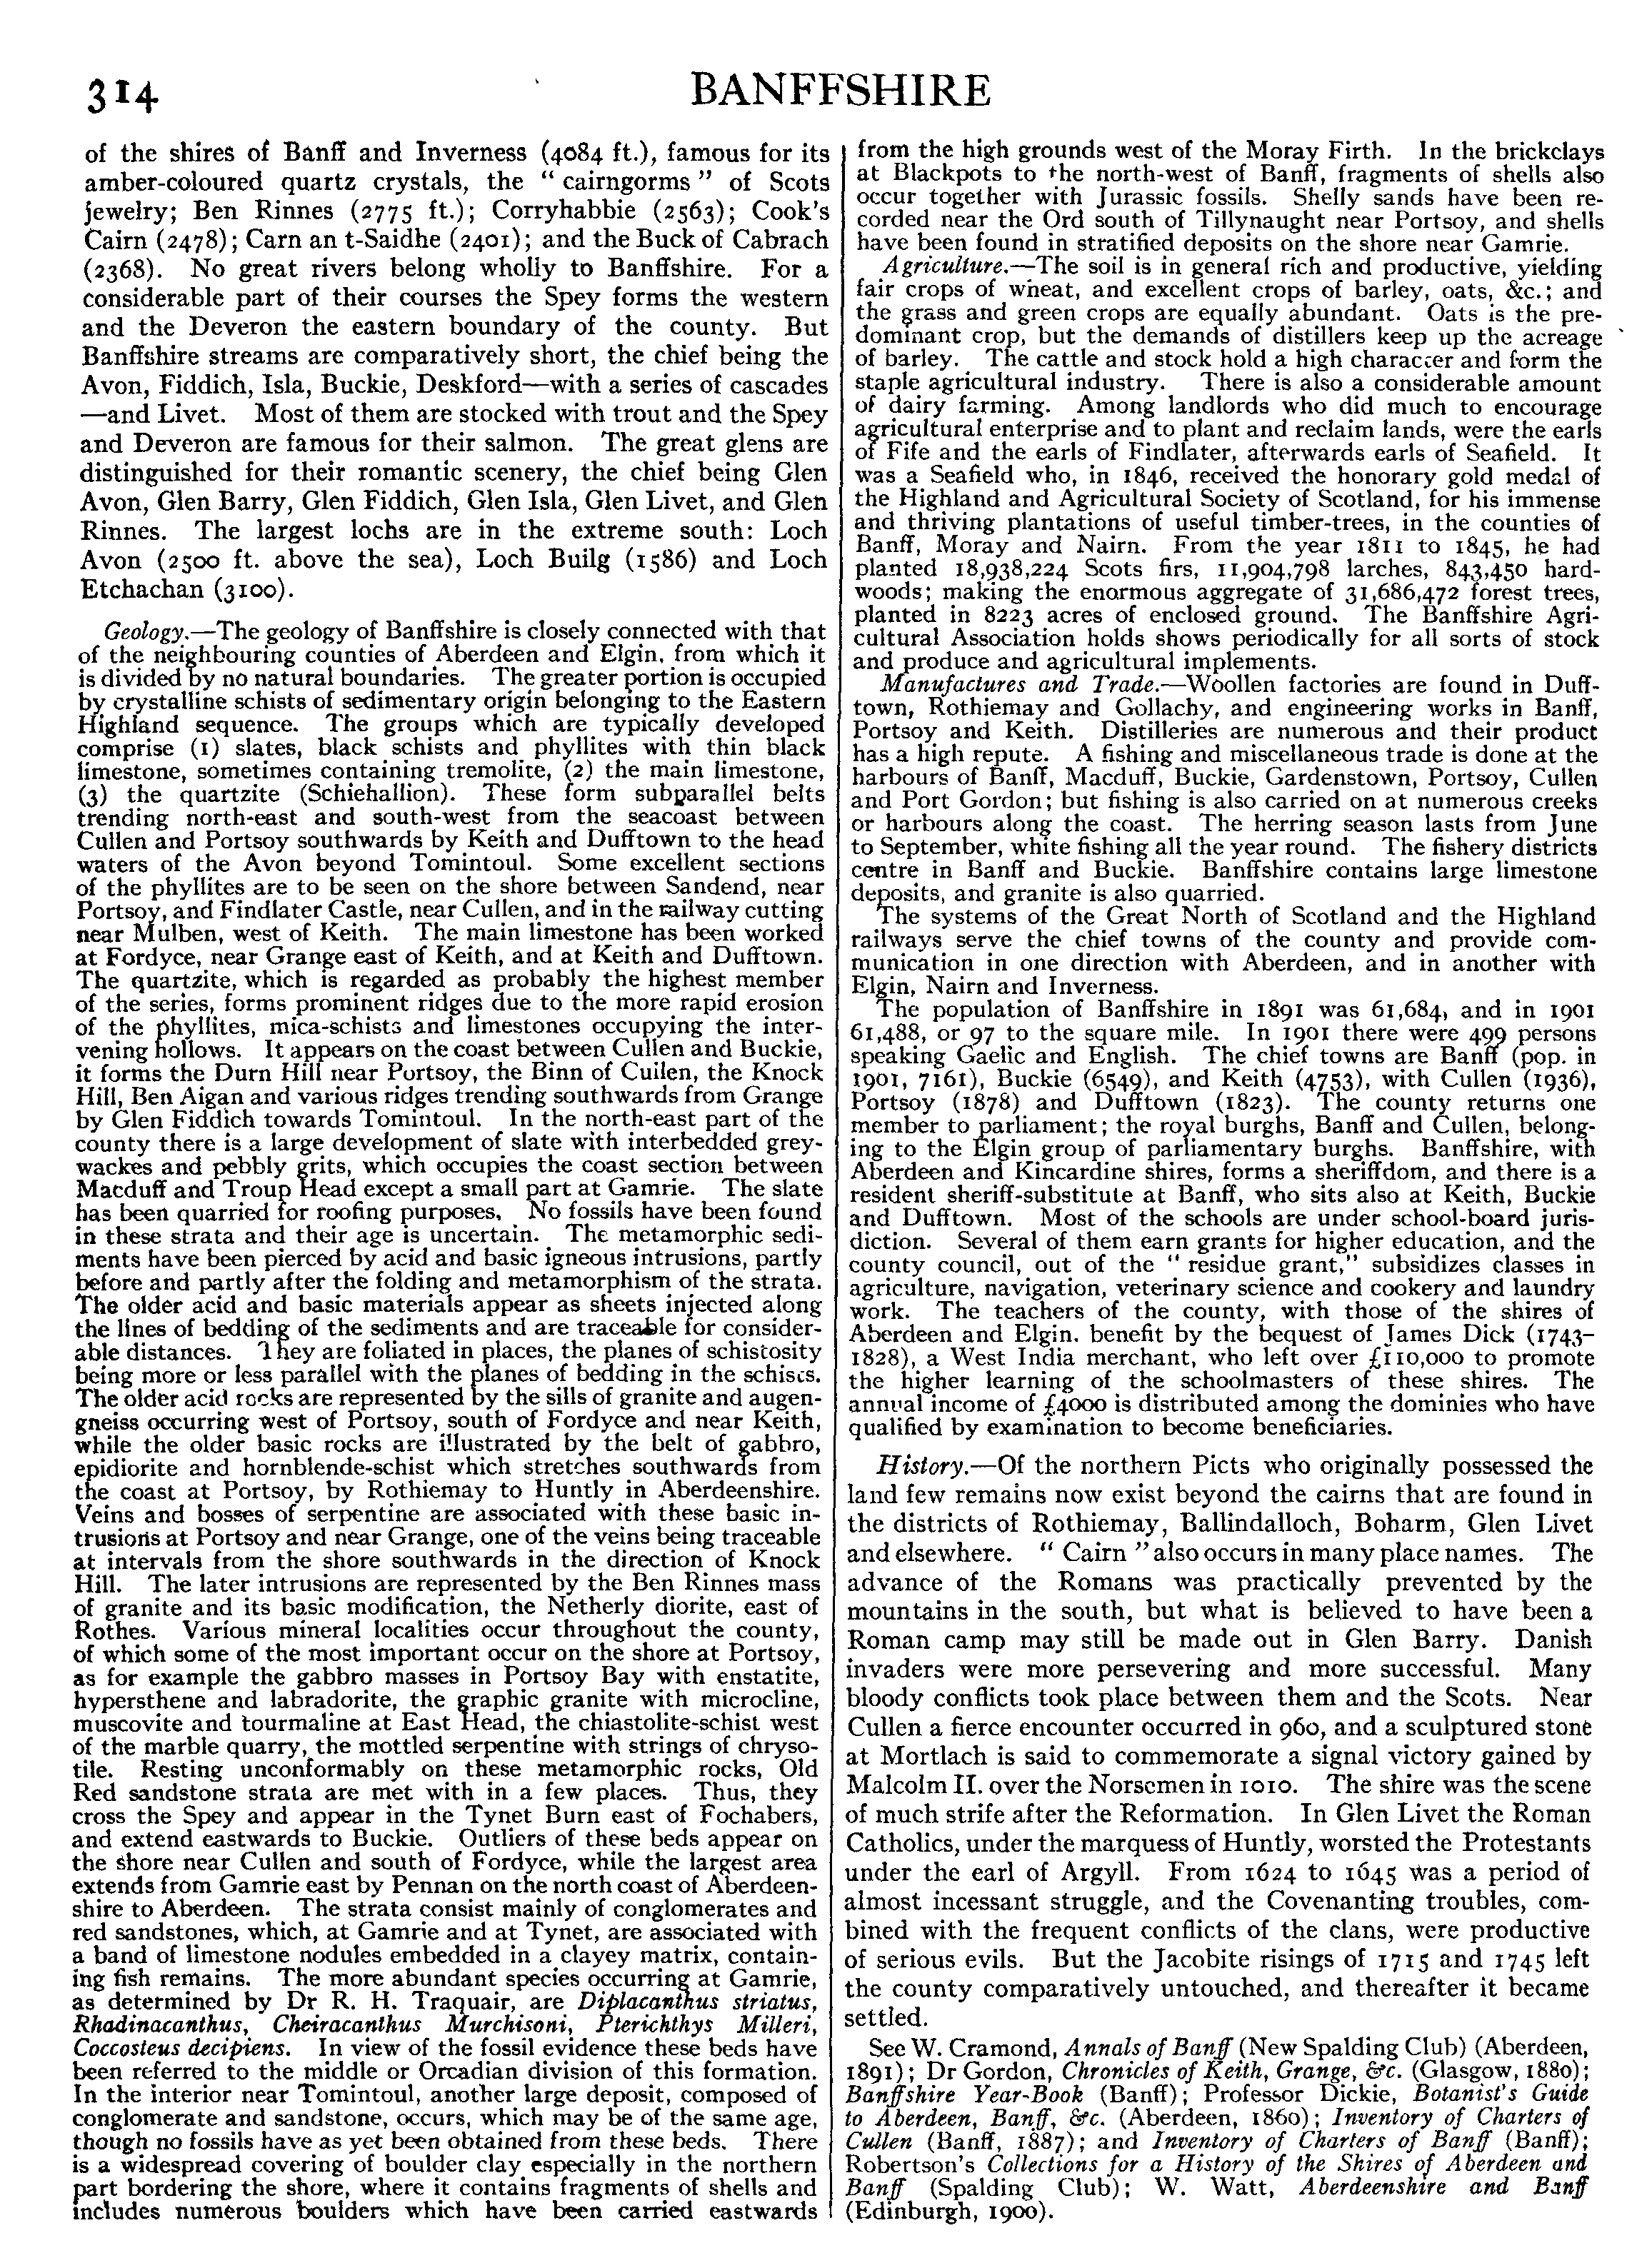 314
BANFFSHIRE
of the shires of Banff and Inverness (4084 ft.), famous for its
amber-coloured quartz crystals, the “ cairngorms ” of Scots
jewelry; Ben Rinnes (2775 ft.); Corryhabbie (2563); Cook's
Cairn (2478); Carn an t-Saidhe (2401); and the Buck of Cabrach
(2368). No great rivers belong wholly to Banffshire. For a
considerable part of their courses the Spey forms the western
and the Deveron the eastern boundary of the county. But
Banffshire streams are comparatively short, the chief being the
Avon, Fiddich, Isla, Buckie, Deskford—with a series of cascades
—and Livet. Most of them are stocked with trout and the Spey
and Deveron are famous for their salmon. The great glens are
distinguished for their romantic scenery, the chief being Glen
Avon, Glen Barry, Glen Fiddich, Glen Isla, Glen Livet, and Glen
Rinnes. The largest lochs are in the extreme south: Loch
Avon (2500 ft. above the sea), Loch Builg (1586) and Loch
Etchachan (3100).
Geology.—The geology of Banffshire is closely connected with that
of the neighbouring counties of Aberdeen and Elgin, from which it
is divided by no natural boundaries. The greater portion is occupied
by crystalline schists of sedimentary origin belonging to the Eastern
Highland sequence. The groups which are typically developed
comprise (1) slates, black schists and phyllites with thin black
limestone, sometimes containing tremolite, (2) the main limestone,
(3) the quartzite (Schiehallion). These form subparallel belts
trending north-east and south-west from the seacoast between
Cullen and Portsoy southwards by Keith and Dufftown to the head
waters of the Avon beyond Tomintoul. Some excellent sections
of the phyllites are to be seen on the shore between Sandend, near
Portsoy, and Findlater Castle, near Cullen, and in the railway cutting
near Mulben, west of Keith. The main limestone has been worked
at Fordyce, near Grange east of Keith, and at Keith and Dufftown.
The quartzite, which is regarded as probably the highest member
of the series, forms prominent ridges due to the more rapid erosion
of the phyllites, mica-schists and limestones occupying the inter-
vening hollows. It appears on the coast between Cullen and Buckie,
it forms the Durn Hill near Portsoy, the Binn of Cullen, the Knock
Hill, Ben Aigan and various ridges trending southwards from Grange
by Glen Fiddich towards Tomintoul. In the north-east part of the
county there is a large development of slate with interbedded grey-
wackes and pebbly grits, which occupies the coast section between
Macduff and Troup Head except a small part at Gamrie. The slate
has been quarried for roofing purposes. No fossils have been found
in these strata and their age is uncertain. The metamorphic sedi-
ments have been pierced by acid and basic igneous intrusions, partly
before and partly after the folding and metamorphism of the strata.
The older acid and basic materials appear as sheets injected along
the lines of bedding of the sediments and are traceable for consider-
able distances. They are foliated in places, the planes of schistosity
being more or less parallel with the planes of bedding in the schists.
The older acid rocks are represented by the sills of granite and augen-
gneiss occurring west of Portsoy, south of Fordyce and near Keith,
while the older basic rocks are illustrated by the belt of gabbro,
epidiorite and hornblende-schist which stretches southwards from
the coast at Portsoy, by Rothiemay to Huntly in Aberdeenshire.
Veins and bosses of serpentine are associated with these basic in-
trusions at Portsoy and near Grange, one of the veins being traceable
at intervals from the shore southwards in the direction of Knock
Hill. The later intrusions are represented by the Ben Rinnes mass
of granite and its basic modification, the Netherly diorite, east of
Rothes. Various mineral localities occur throughout the county,
of which some of the most important occur on the shore at Portsoy,
as for example the gabbro masses in Portsoy Bay with enstatite,
hypersthene and labradorite, the graphic granite with microcline,
muscovite and tourmaline at East Head, the chiastolite-schist west
of the marble quarry, the mottled serpentine with strings of chryso-
tile. Resting unconformably on these metamorphic rocks, Old
Red sandstone strata are met with in a few places. Thus, they
cross the Spey and appear in the Tynet Burn east of Fochabers,
and extend eastwards to Buckie. Outliers of these beds appear on
the shore near Cullen and south of Fordyce, while the largest area
extends from Gamrie east by Pennan on the north coast of Aberdeen-
shire to Aberdeen. The strata consist mainly of conglomerates and
red sandstones, which, at Gamrie and at Tynet, are associated with
a band of limestone nodules embedded in a clayey matrix, contain-
ing fish remains. The more abundant species occurring at Gamrie,
as determined by Dr R. H. Traquair, are Diplacanthus striatus,
Rhadinacanthus, Cheiracanthus Murchisoni, Pterichthys Milleri,
Coccosteus decipiens. In view of the fossil evidence these beds have
been referred to the middle or Orcadian division of this formation.
In the interior near Tomintoul, another large deposit, composed of
conglomerate and sandstone, occurs, which may be of the same age,
though no fossils have as yet been obtained from these beds. There
is a widespread covering of boulder clay especially in the northern
part bordering the shore, where it contains fragments of shells and
includes numerous boulders which have been carried eastwards
from the high grounds west of the Moray Firth. In the brickclays
at Blackpots to the north-west of Banff, fragments of shells also
occur together with Jurassic fossils. Shelly sands have been re-
corded near the Ord south of Tillynaught near Portsoy, and shells
have been found in stratified deposits on the shore near Gamrie.
Agriculture.—The soil is in general rich and productive, yielding
fair crops of wheat, and excellent crops of barley, oats, &c.; and
the grass and green crops are equally abundant. Oats is the pre-
dominant crop, but the demands of distillers keep up the acreage
of barley. The cattle and stock hold a high character and form the
staple agricultural industry. There is also a considerable amount
of dairy farming. Among landlords who did much to encourage
agricultural enterprise and to plant and reclaim lands, were the earls
of Fife and the earls of Findlater, afterwards earls of Seafield. It
was a Seafield who, in 1846, received the honorary gold medal of
the Highland and Agricultural Society of Scotland, for his immense
and thriving plantations of useful timber-trees, in the counties of
Banff, Moray and Nairn. From the year 1811 to 1845, he had
planted 18,938,224 Scots firs, 11,904,798 larches, 843,450 hard-
woods; making the enormous aggregate of 31,686,472 forest trees,
planted in 8223 acres of enclosed ground. The Banffshire Agri-
cultural Association holds shows periodically for all sorts of stock
and produce and agricultural implements.
Manufactures and Trade.—Woollen factories are found in Duff-
town, Rothiemay and Gollachy, and engineering works in Banff,
Portsoy and Keith. Distilleries are numerous and their product
has a high repute. A fishing and miscellaneous trade is done at the
harbours of Banff, Macduff, Buckie, Gardenstown, Portsoy, Cullen
and Port Gordon; but fishing is also carried on at numerous creeks
or harbours along the coast. The herring season lasts from June
to September, white fishing all the year round. The fishery districts
centre in Banff and Buckie. Banffshire contains large limestone
deposits, and granite is also quarried.
The systems of the Great North of Scotland and the Highland
railways serve the chief towns of the county and provide com-
munication in one direction with Aberdeen, and in another with
Elgin, Nairn and Inverness.
The population of Banffshire in 1891 was 61,684, and in 1901
61,488, or 97 to the square mile. In 1901 there were 499 persons
speaking Gaelic and English. The chief towns are Banff (pop. in
1901, 7161), Buckie (6549), and Keith (4753), with Cullen (1936),
Portsoy (1878) and Dufftown (1823). The county returns one
member to parliament; the royal burghs, Banff and Cullen, belong-
ing to the Elgin group of parliamentary burghs. Banffshire, with
Aberdeen and Kincardine shires, forms a sheriffdom, and there is a
resident sheriff-substitute at Banff, who sits also at Keith, Buckie
and Dufftown. Most of the schools are under school-board juris-
diction. Several of them earn grants for higher education, and the
county council, out of the “ residue grant,” subsidizes classes in
agriculture, navigation, veterinary science and cookery and laundry
work. The teachers of the county, with those of the shires of
Aberdeen and Elgin. benefit by the bequest of James Dick (1743-
1828), a West India merchant, who left over £110,000 to promote
the higher learning of the schoolmasters of these shires. The
annual income of £4000 is distributed among the dominies who have
qualified by examination to become beneficiaries.
History.—Of the northern Picts who originally possessed the
land few remains now exist beyond the cairns that are found in
the districts of Rothiemay, Ballindalloch, Boharm, Glen Livet
and elsewhere. “ Cairn ” also occurs in many place names. The
advance of the Romans was practically prevented by the
mountains in the south, but what is believed to have been a
Roman camp may still be made out in Glen Barry. Danish
invaders were more persevering and more successful. Many
bloody conflicts took place between them and the Scots. Near
Cullen a fierce encounter occurred in 960, and a sculptured stone
at Mortlach is said to commemorate a signal victory gained by
Malcolm II. over the Norsemen in 1010. The shire was the scene
of much strife after the Reformation. In Glen Livet the Roman
Catholics, under the marquess of Huntly, worsted the Protestants
under the earl of Argyll. From 1624 to 1645 was a period of
almost incessant struggle, and the Covenanting troubles, com-
bined with the frequent conflicts of the clans, were productive
of serious evils. But the Jacobite risings of 1715 and 1745 left
the county comparatively untouched, and thereafter it became
settled.
See W. Cramond, Annals of Banff (New Spalding Club) (Aberdeen,
1891); Dr Gordon, Chronicles of Keith, Grange, &c. (Glasgow, 1880);
Banffshire Year-Book (Banff); Professor Dickie, Botanist's Guide
to Aberdeen, Banff, &c. (Aberdeen, 1860); Inventory of Charters of
Cullen (Banff, 1887); and Inventory of Charters of Banff (Banff);
Robertson's Collections for a History of the Shires of Aberdeen and
Banff (Spalding Club); W. Watt, Aberdeenshire and Banff
(Edinburgh, 1900).